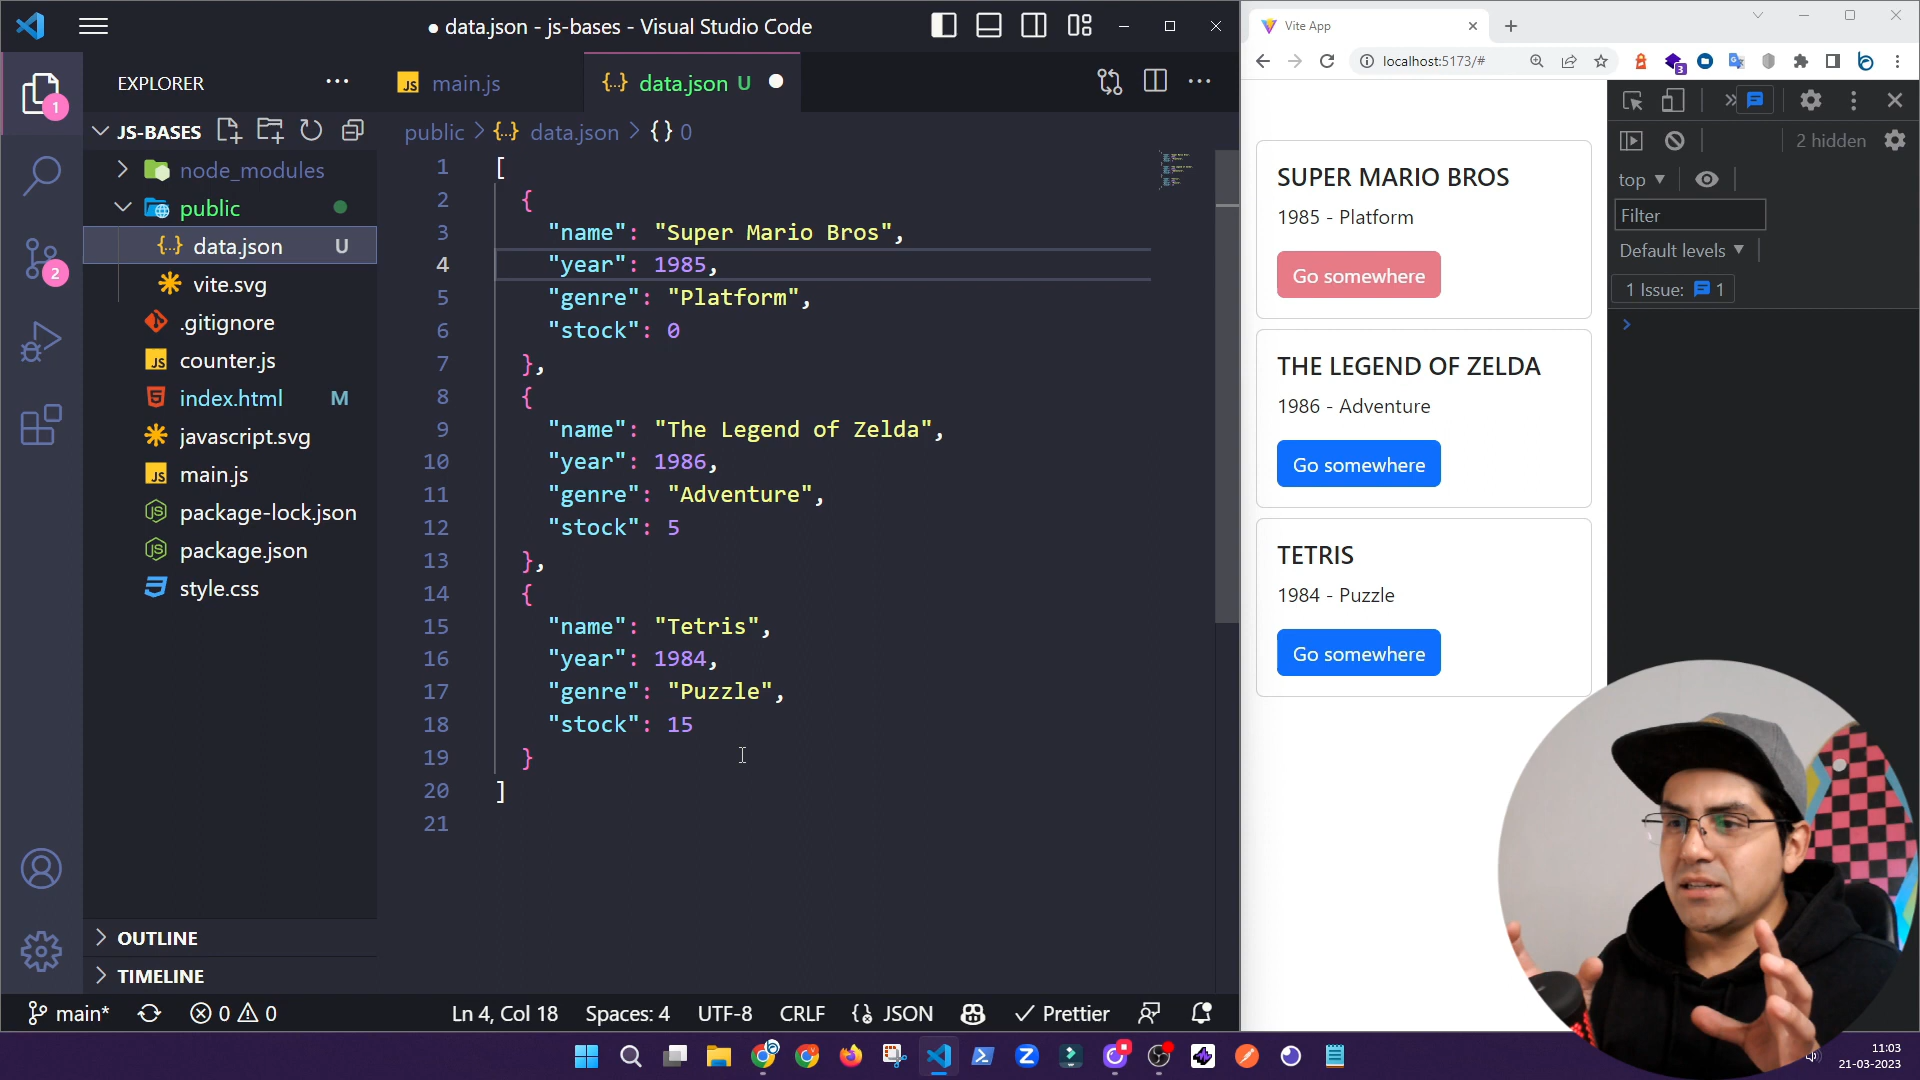 ● data.json - js-bases - Visual Studio Code
EXPLORER
JS-BASES
node_modules
public
data.json U
vite.svg
.gitignore
counter.js
index.html M
javascript.svg
main.js
package-lock.json
package.json
style.css
OUTLINE
TIMELINE
1
2
main.js
data.json U
public > data.json > {} 0
1 [
2 {
3 "name": "Super Mario Bros",
4 "year": 1985,
5 "genre": "Platform",
6 "stock": 0
7 },
8 {
9 "name": "The Legend of Zelda",
10 "year": 1986,
11 "genre": "Adventure",
12 "stock": 5
13 },
14 {
15 "name": "Tetris",
16 "year": 1984,
17 "genre": "Puzzle",
18 "stock": 15
19 }
20 ]
21
main* 0 0 Ln 4, Col 18 Spaces: 4 UTF-8 CRLF JSON Prettier
Vite App
localhost:5173/#
3
SUPER MARIO BROS
1985 - Platform
Go somewhere
THE LEGEND OF ZELDA
1986 - Adventure
Go somewhere
TETRIS
1984 - Puzzle
Go somewhere
2 hidden
top
Filter
Default levels
1 Issue: 1
11:03
21-03-2023